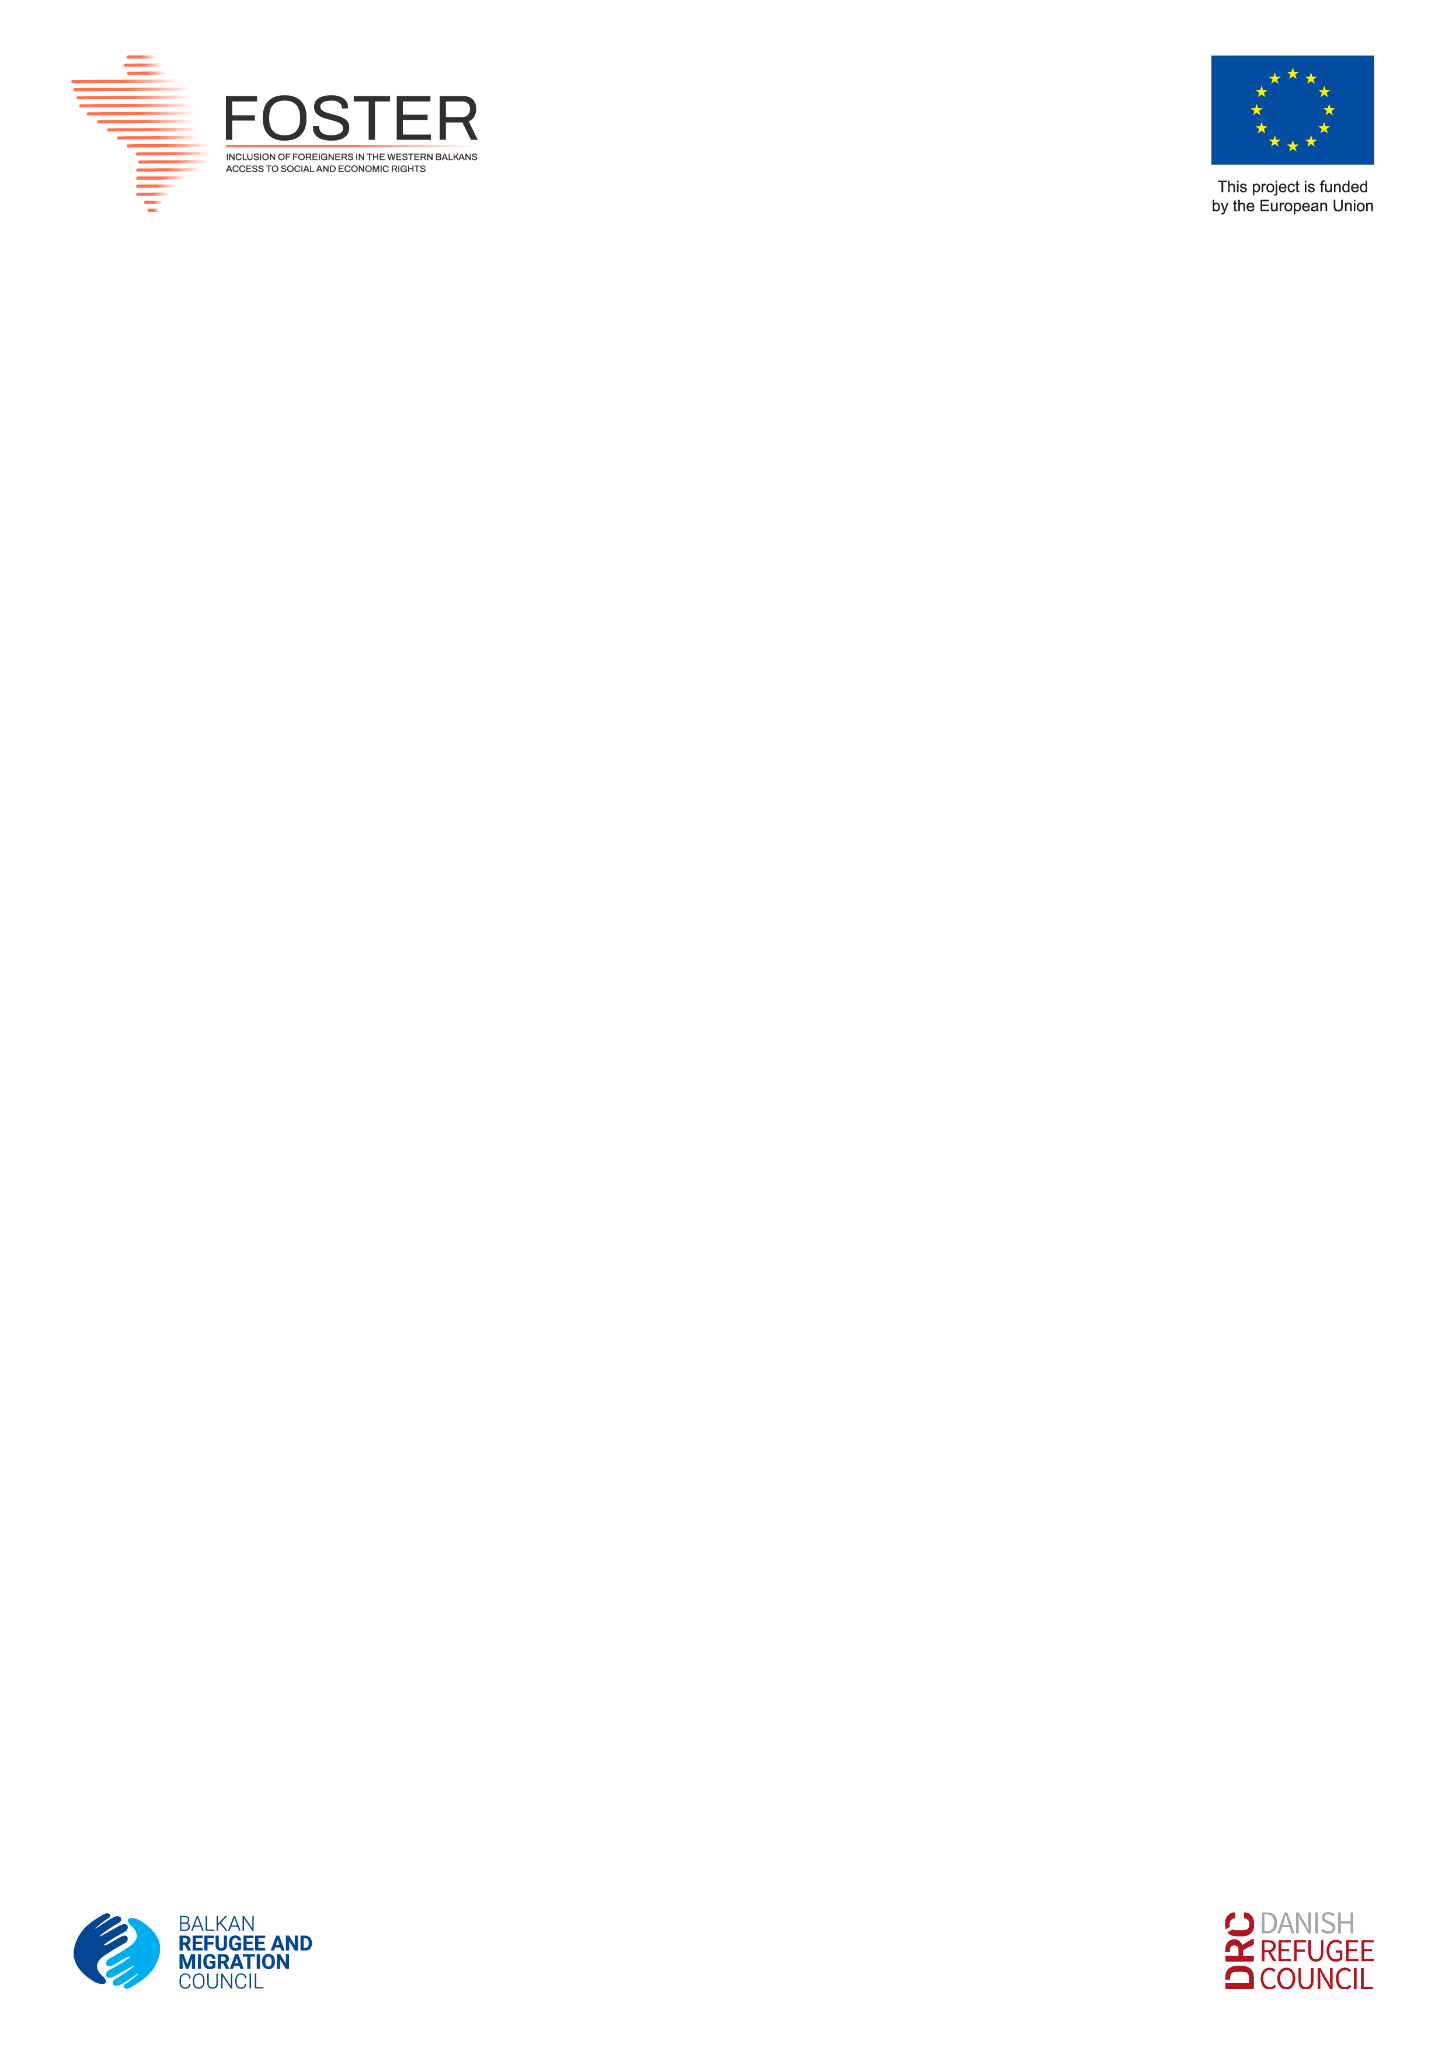 FOSTER
INCLUSION OF FOREIGNERS IN THE WESTERN BALKANS
ACCESS TO SOCIAL AND ECONOMIC RIGHTS
This project is funded
by the European Union
BALKAN
REFUGEE AND
MIGRATION
COUNCIL
DRC
DANISH
REFUGEE
COUNCIL